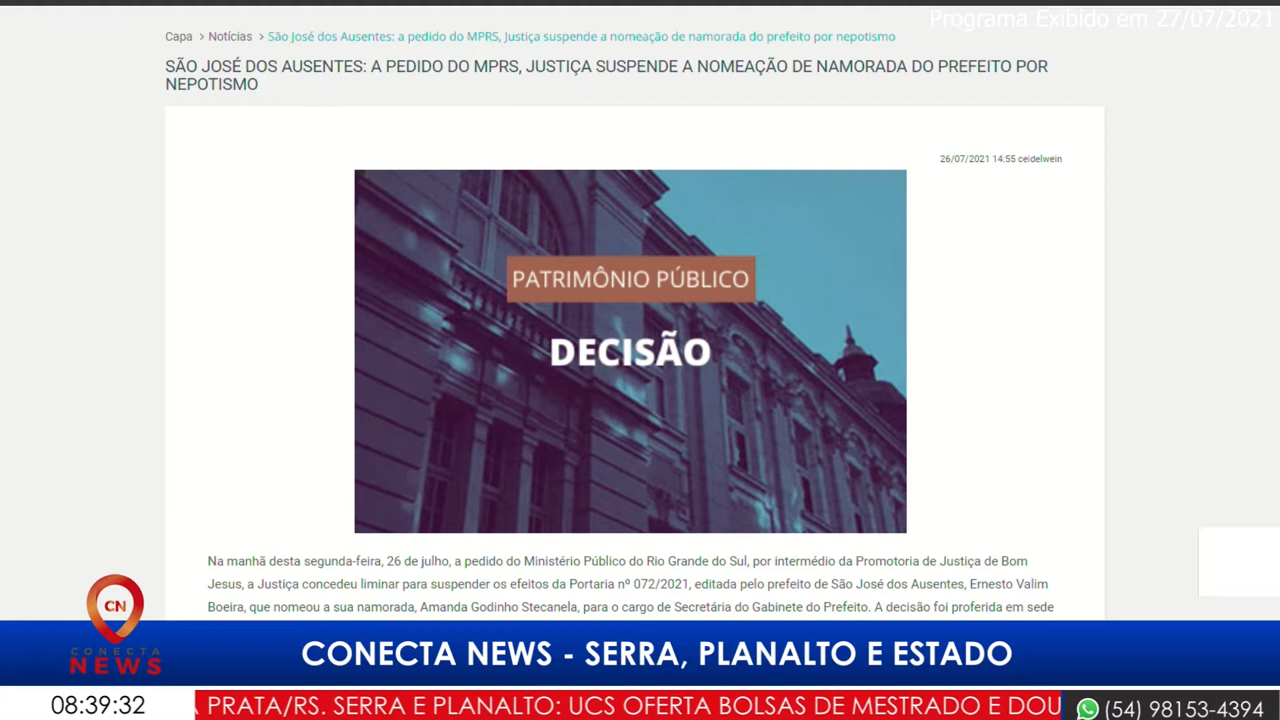 Programa Exibido em 27/07/2021
Capa > Notícias > São José dos Ausentes: a pedido do MPRS, Justiça suspende a nomeação de namorada do prefeito por nepotismo
SÃO JOSÉ DOS AUSENTES: A PEDIDO DO MPRS, JUSTIÇA SUSPENDE A NOMEAÇÃO DE NAMORADA DO PREFEITO POR
NEPOTISMO
26/07/2021 14:55 ceidelwein
PATRIMÔNIO PÚBLICO
DECISÃO
Na manhã desta segunda-feira, 26 de julho, a pedido do Ministério Público do Rio Grande do Sul, por intermédio da Promotoria de Justiça de Bom
Jesus, a Justiça concedeu liminar para suspender os efeitos da Portaria nº 072/2021, editada pelo prefeito de São José dos Ausentes, Ernesto Valim
Boeira, que nomeou a sua namorada, Amanda Godinho Stecanela, para o cargo de Secretária do Gabinete do Prefeito. A decisão foi proferida em sede
CN
CONECTA
NEWS
CONECTA NEWS - SERRA, PLANALTO E ESTADO
08:39:32
PRATA/RS. SERRA E PLANALTO: UCS OFERTA BOLSAS DE MESTRADO E DOU
(54) 98153-4394